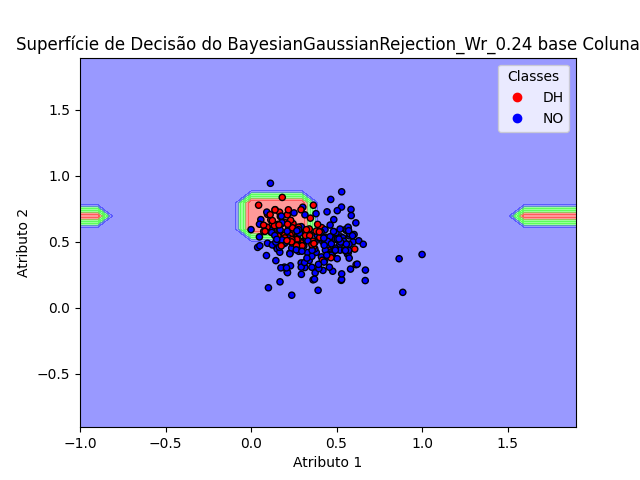 Superfície de Decisão do BayesianGaussianRejection_Wr_0.24 base Coluna
Classes
DH
NO
Atributo 2
1.5
1.0
0.5
0.0
−0.5
−1.0
−0.5
0.0
0.5
1.0
1.5
Atributo 1